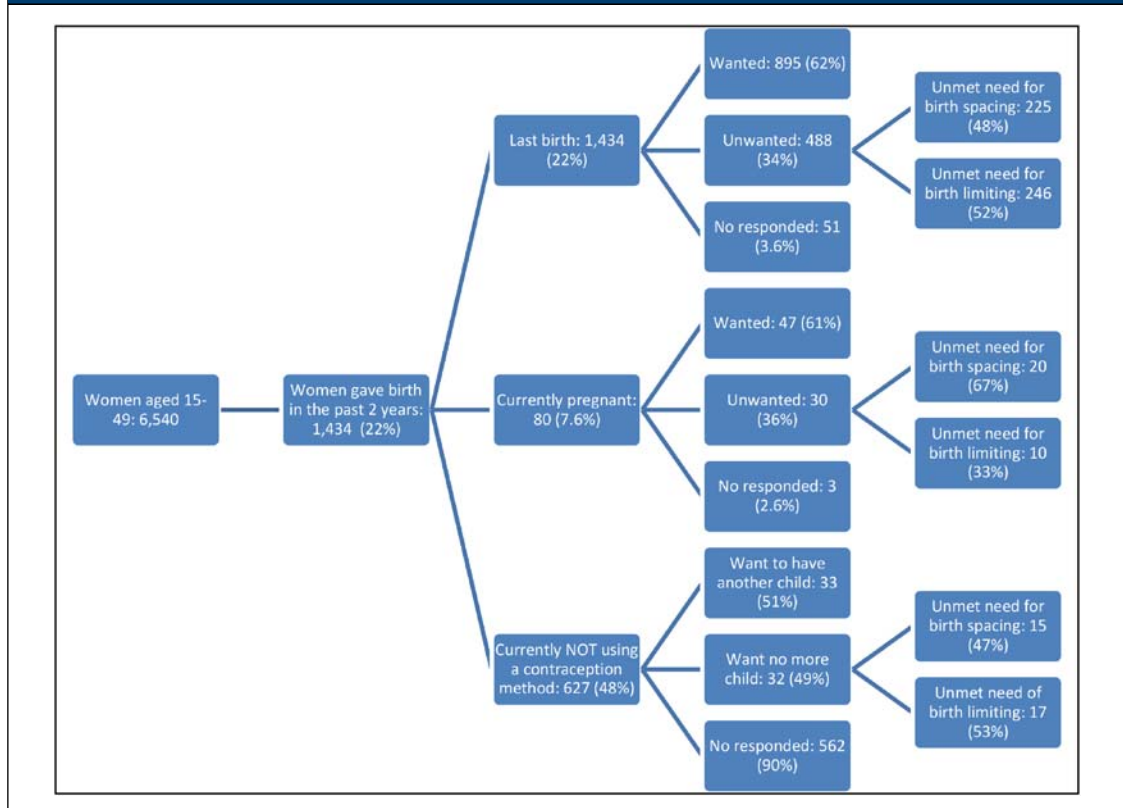 Women aged 15-
49: 6,540
Women gave birth
in the past 2 years:
1,434 (22%)
Last birth: 1,434
(22%)
Wanted: 895 (62%)
Unwanted: 488
(34%)
Unmet need for
birth spacing: 225
(48%)
Unmet need for
birth limiting: 246
(52%)
No responded: 51
(3.6%)
Currently pregnant:
80 (7.6%)
Wanted: 47 (61%)
Unwanted: 30
(36%)
Unmet need for
birth spacing: 20
(67%)
Unmet need for
birth limiting: 10
(33%)
No responded: 3
(2.6%)
Currently NOT using
a contraception
method: 627 (48%)
Want to have
another child: 33
(51%)
Want no more
child: 32 (49%)
Unmet need for
birth spacing: 15
(47%)
Unmet need of
birth limiting: 17
(53%)
No responded: 562
(90%)